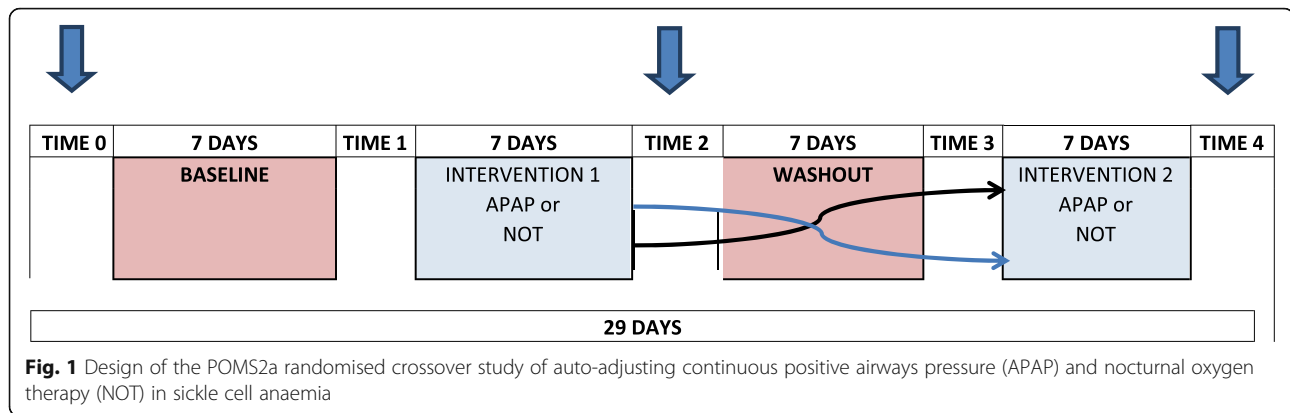 TIME 0 7 DAYS TIME 1 7 DAYS TIME 2 7 DAYS TIME 3 7 DAYS TIME 4
BASELINE INTERVENTION 1 WASHOUT INTERVENTION 2
APAP or APAP or
NOT NOT
29 DAYS
Fig. 1 Design of the POMS2a randomised crossover study of auto-adjusting continuous positive airways pressure (APAP) and nocturnal oxygen
therapy (NOT) in sickle cell anaemia